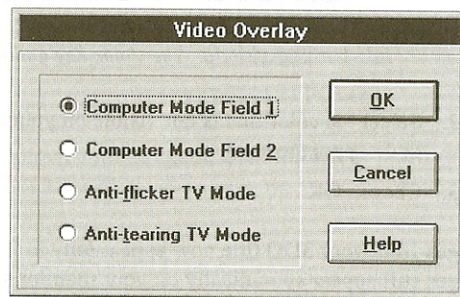 Video Overlay
Computer Mode Field 1
Computer Mode Field 2
Anti-flicker TV Mode
Anti-tearing TV Mode
OK
Cancel
Help